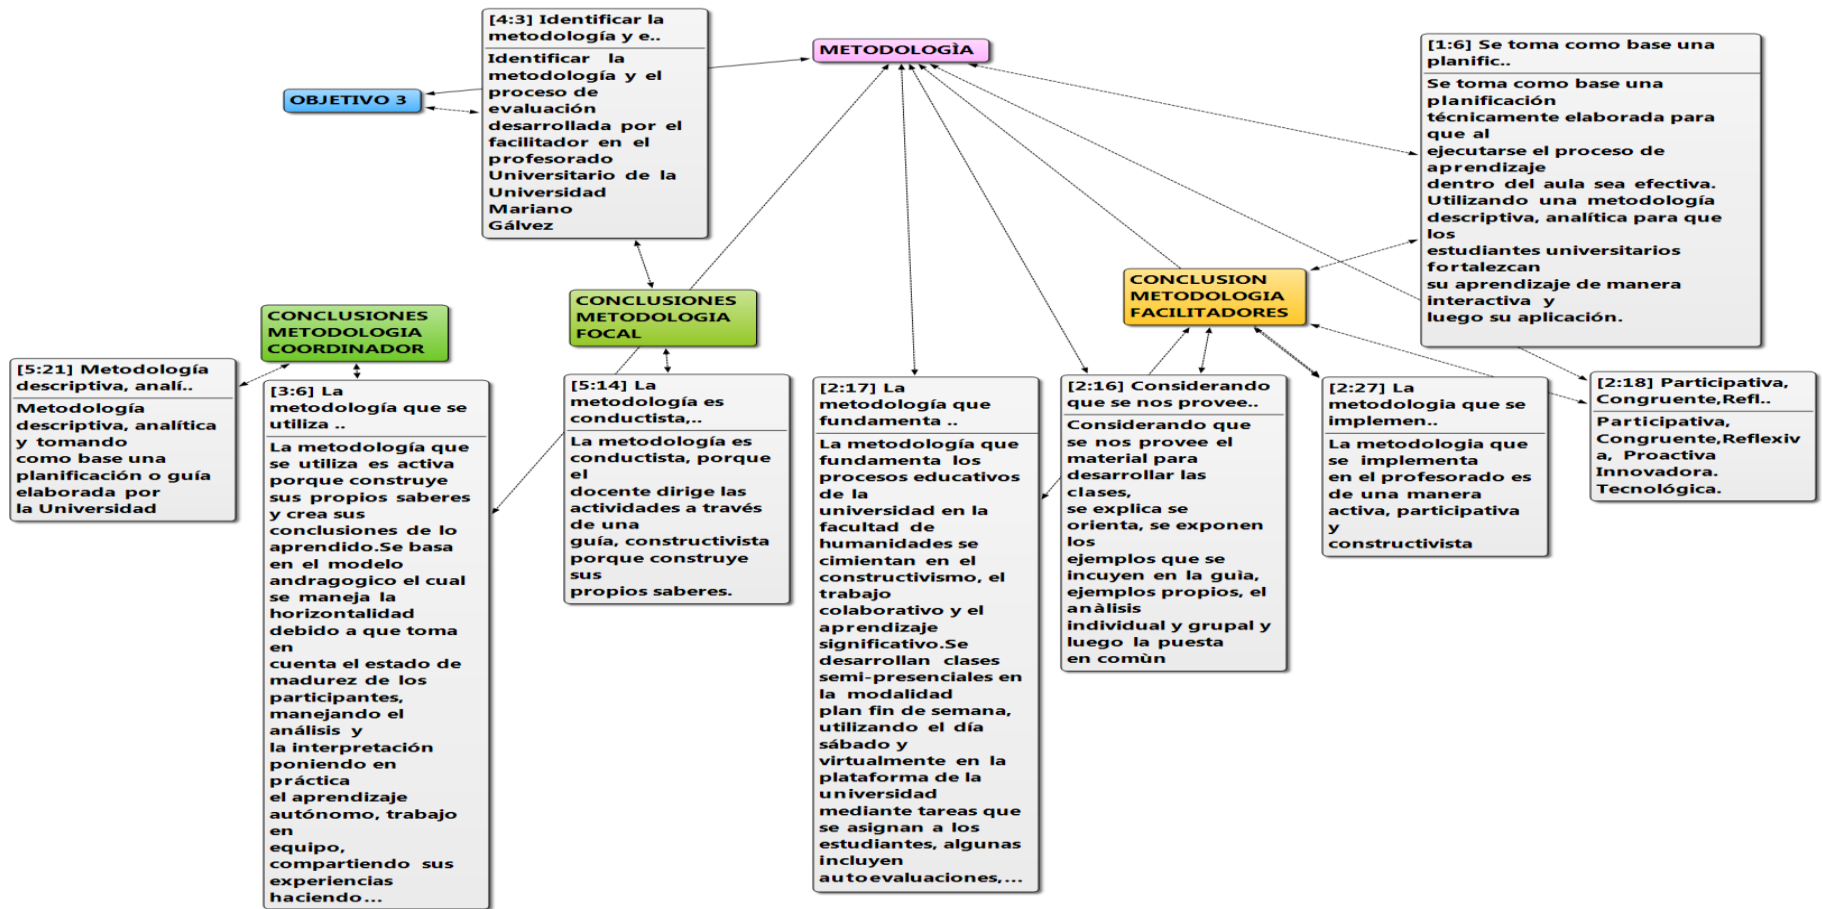 [4:3] Identificar la
metodología y e..
Identificar la
metodología y el
proceso de
evaluación
desarrollada por el
facilitador en el
profesorado
Universitario de la
Universidad
Mariano
Gálvez
METODOLOGÌA
[1:6] Se toma como base una
planific..
Se toma como base una
planificación
técnicamente elaborada para
que al
ejecutarse el proceso de
aprendizaje
dentro del aula sea efectiva.
Utilizando una metodología
descriptiva, analítica para que
los
estudiantes universitarios
fortalezcan
su aprendizaje de manera
interactiva y
luego su aplicación.
OBJETIVO 3
CONCLUSIONES
METODOLOGIA
COORDINADOR
CONCLUSIONES
METODOLOGIA
FOCAL
CONCLUSION
METODOLOGIA
FACILITADORES
[5:21] Metodología
descriptiva, analí..
Metodología
descriptiva, analítica
y tomando
como base una
planificación o guía
elaborada por
la Universidad
[3:6] La
metodología que se
utiliza ..
La metodología que
se utiliza es activa
porque construye
sus propios saberes
y crea sus
conclusiones de lo
aprendido.Se basa
en el modelo
andragogico el cual
se maneja la
horizontalidad
debido a que toma
en
cuenta el estado de
madurez de los
participantes,
manejando el
análisis y
la interpretación
poniendo en
práctica
el aprendizaje
autónomo, trabajo
en
equipo,
compartiendo sus
experiencias
haciendo...
[5:14] La
metodología es
conductista,..
La metodología es
conductista, porque
el
docente dirige las
actividades a través
de una
guía, constructivista
porque construye
sus
propios saberes.
[2:17] La
metodología que
fundamenta ..
La metodología que
fundamenta los
procesos educativos
de la
universidad en la
facultad de
humanidades se
cimientan en el
constructivismo, el
trabajo
colaborativo y el
aprendizaje
significativo.Se
desarrollan clases
semi-presenciales en
la modalidad
plan fin de semana,
utilizando el día
sábado y
virtualmente en la
plataforma de la
universidad
mediante tareas que
se asignan a los
estudiantes, algunas
incluyen
autoevaluaciones,...
[2:16] Considerando
que se nos provee..
Considerando que
se nos provee el
material para
desarrollar las
clases,
se explica se
orienta, se exponen
los
ejemplos que se
incuyen en la guìa,
ejemplos propios, el
anàlisis
individual y grupal y
luego la puesta
en comùn
[2:27] La
metodologia que se
implemen..
La metodologia que
se implementa
en el profesorado es
de una manera
activa, participativa
y
constructivista
[2:18] Participativa,
Congruente,Refl..
Participativa,
Congruente,Reflexiv
a, Proactiva
Innovadora.
Tecnológica.